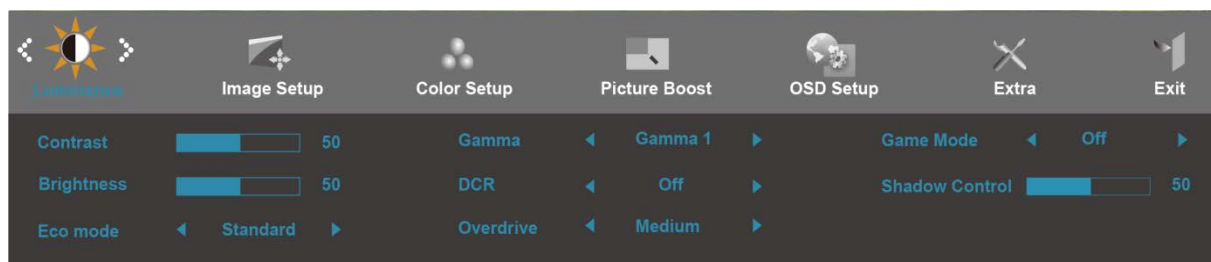 Luminance Image Setup Color Setup Picture Boost OSD Setup Extra Exit
Contrast 50 Gamma Gamma 1 Game Mode Off
Brightness 50 DCR Off Shadow Control 50
Eco mode Standard Overdrive Medium